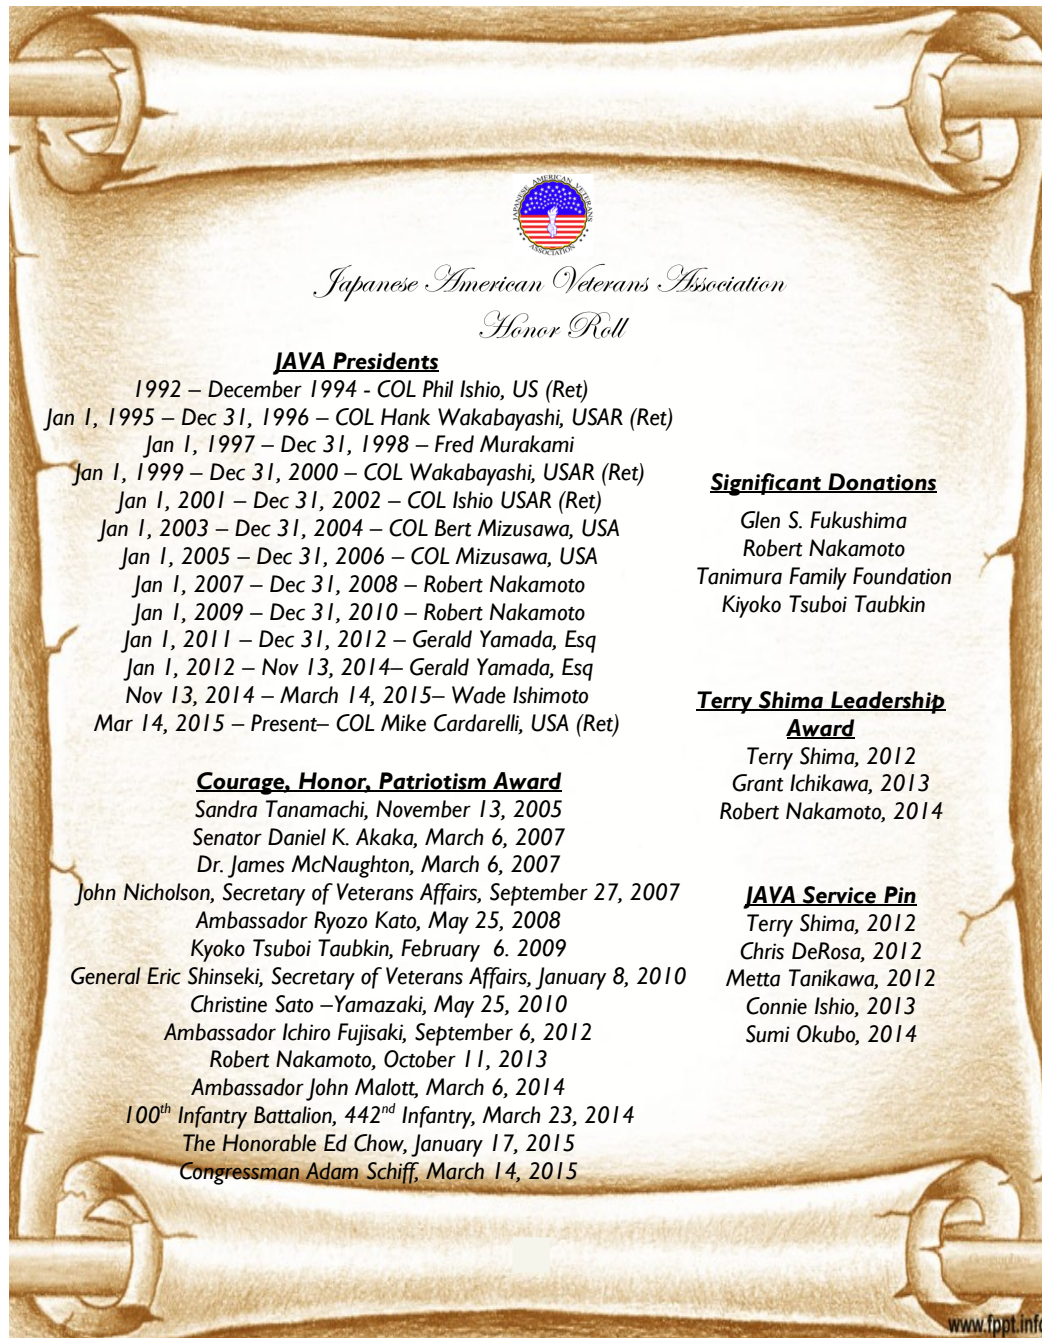 JAPANESE AMERICAN VETERANS
ASSOCIATION
Japanese American Veterans Association
Honor Roll
JAVA Presidents
1992 – December 1994 - COL Phil Ishio, US (Ret)
Jan 1, 1995 – Dec 31, 1996 – COL Hank Wakabayashi, USAR (Ret)
Jan 1, 1997 – Dec 31, 1998 – Fred Murakami
Jan 1, 1999 – Dec 31, 2000 – COL Wakabayashi, USAR (Ret)
Jan 1, 2001 – Dec 31, 2002 – COL Ishio USAR (Ret)
Jan 1, 2003 – Dec 31, 2004 – COL Bert Mizusawa, USA
Jan 1, 2005 – Dec 31, 2006 – COL Mizusawa, USA
Jan 1, 2007 – Dec 31, 2008 – Robert Nakamoto
Jan 1, 2009 – Dec 31, 2010 – Robert Nakamoto
Jan 1, 2011 – Dec 31, 2012 – Gerald Yamada, Esq
Jan 1, 2012 – Nov 13, 2014– Gerald Yamada, Esq
Nov 13, 2014 – March 14, 2015– Wade Ishimoto
Mar 14, 2015 – Present– COL Mike Cardarelli, USA (Ret)
Courage, Honor, Patriotism Award
Sandra Tanamachi, November 13, 2005
Senator Daniel K. Akaka, March 6, 2007
Dr. James McNaughton, March 6, 2007
John Nicholson, Secretary of Veterans Affairs, September 27, 2007
Ambassador Ryozo Kato, May 25, 2008
Kyoko Tsuboi Taubkin, February 6. 2009
General Eric Shinseki, Secretary of Veterans Affairs, January 8, 2010
Christine Sato –Yamazaki, May 25, 2010
Ambassador Ichiro Fujisaki, September 6, 2012
Robert Nakamoto, October 11, 2013
Ambassador John Malott, March 6, 2014
100th Infantry Battalion, 442nd Infantry, March 23, 2014
The Honorable Ed Chow, January 17, 2015
Congressman Adam Schiff, March 14, 2015
Significant Donations
Glen S. Fukushima
Robert Nakamoto
Tanimura Family Foundation
Kiyoko Tsuboi Taubkin
Terry Shima Leadership
Award
Terry Shima, 2012
Grant Ichikawa, 2013
Robert Nakamoto, 2014
JAVA Service Pin
Terry Shima, 2012
Chris DeRosa, 2012
Metta Tanikawa, 2012
Connie Ishio, 2013
Sumi Okubo, 2014
www.fppt.info